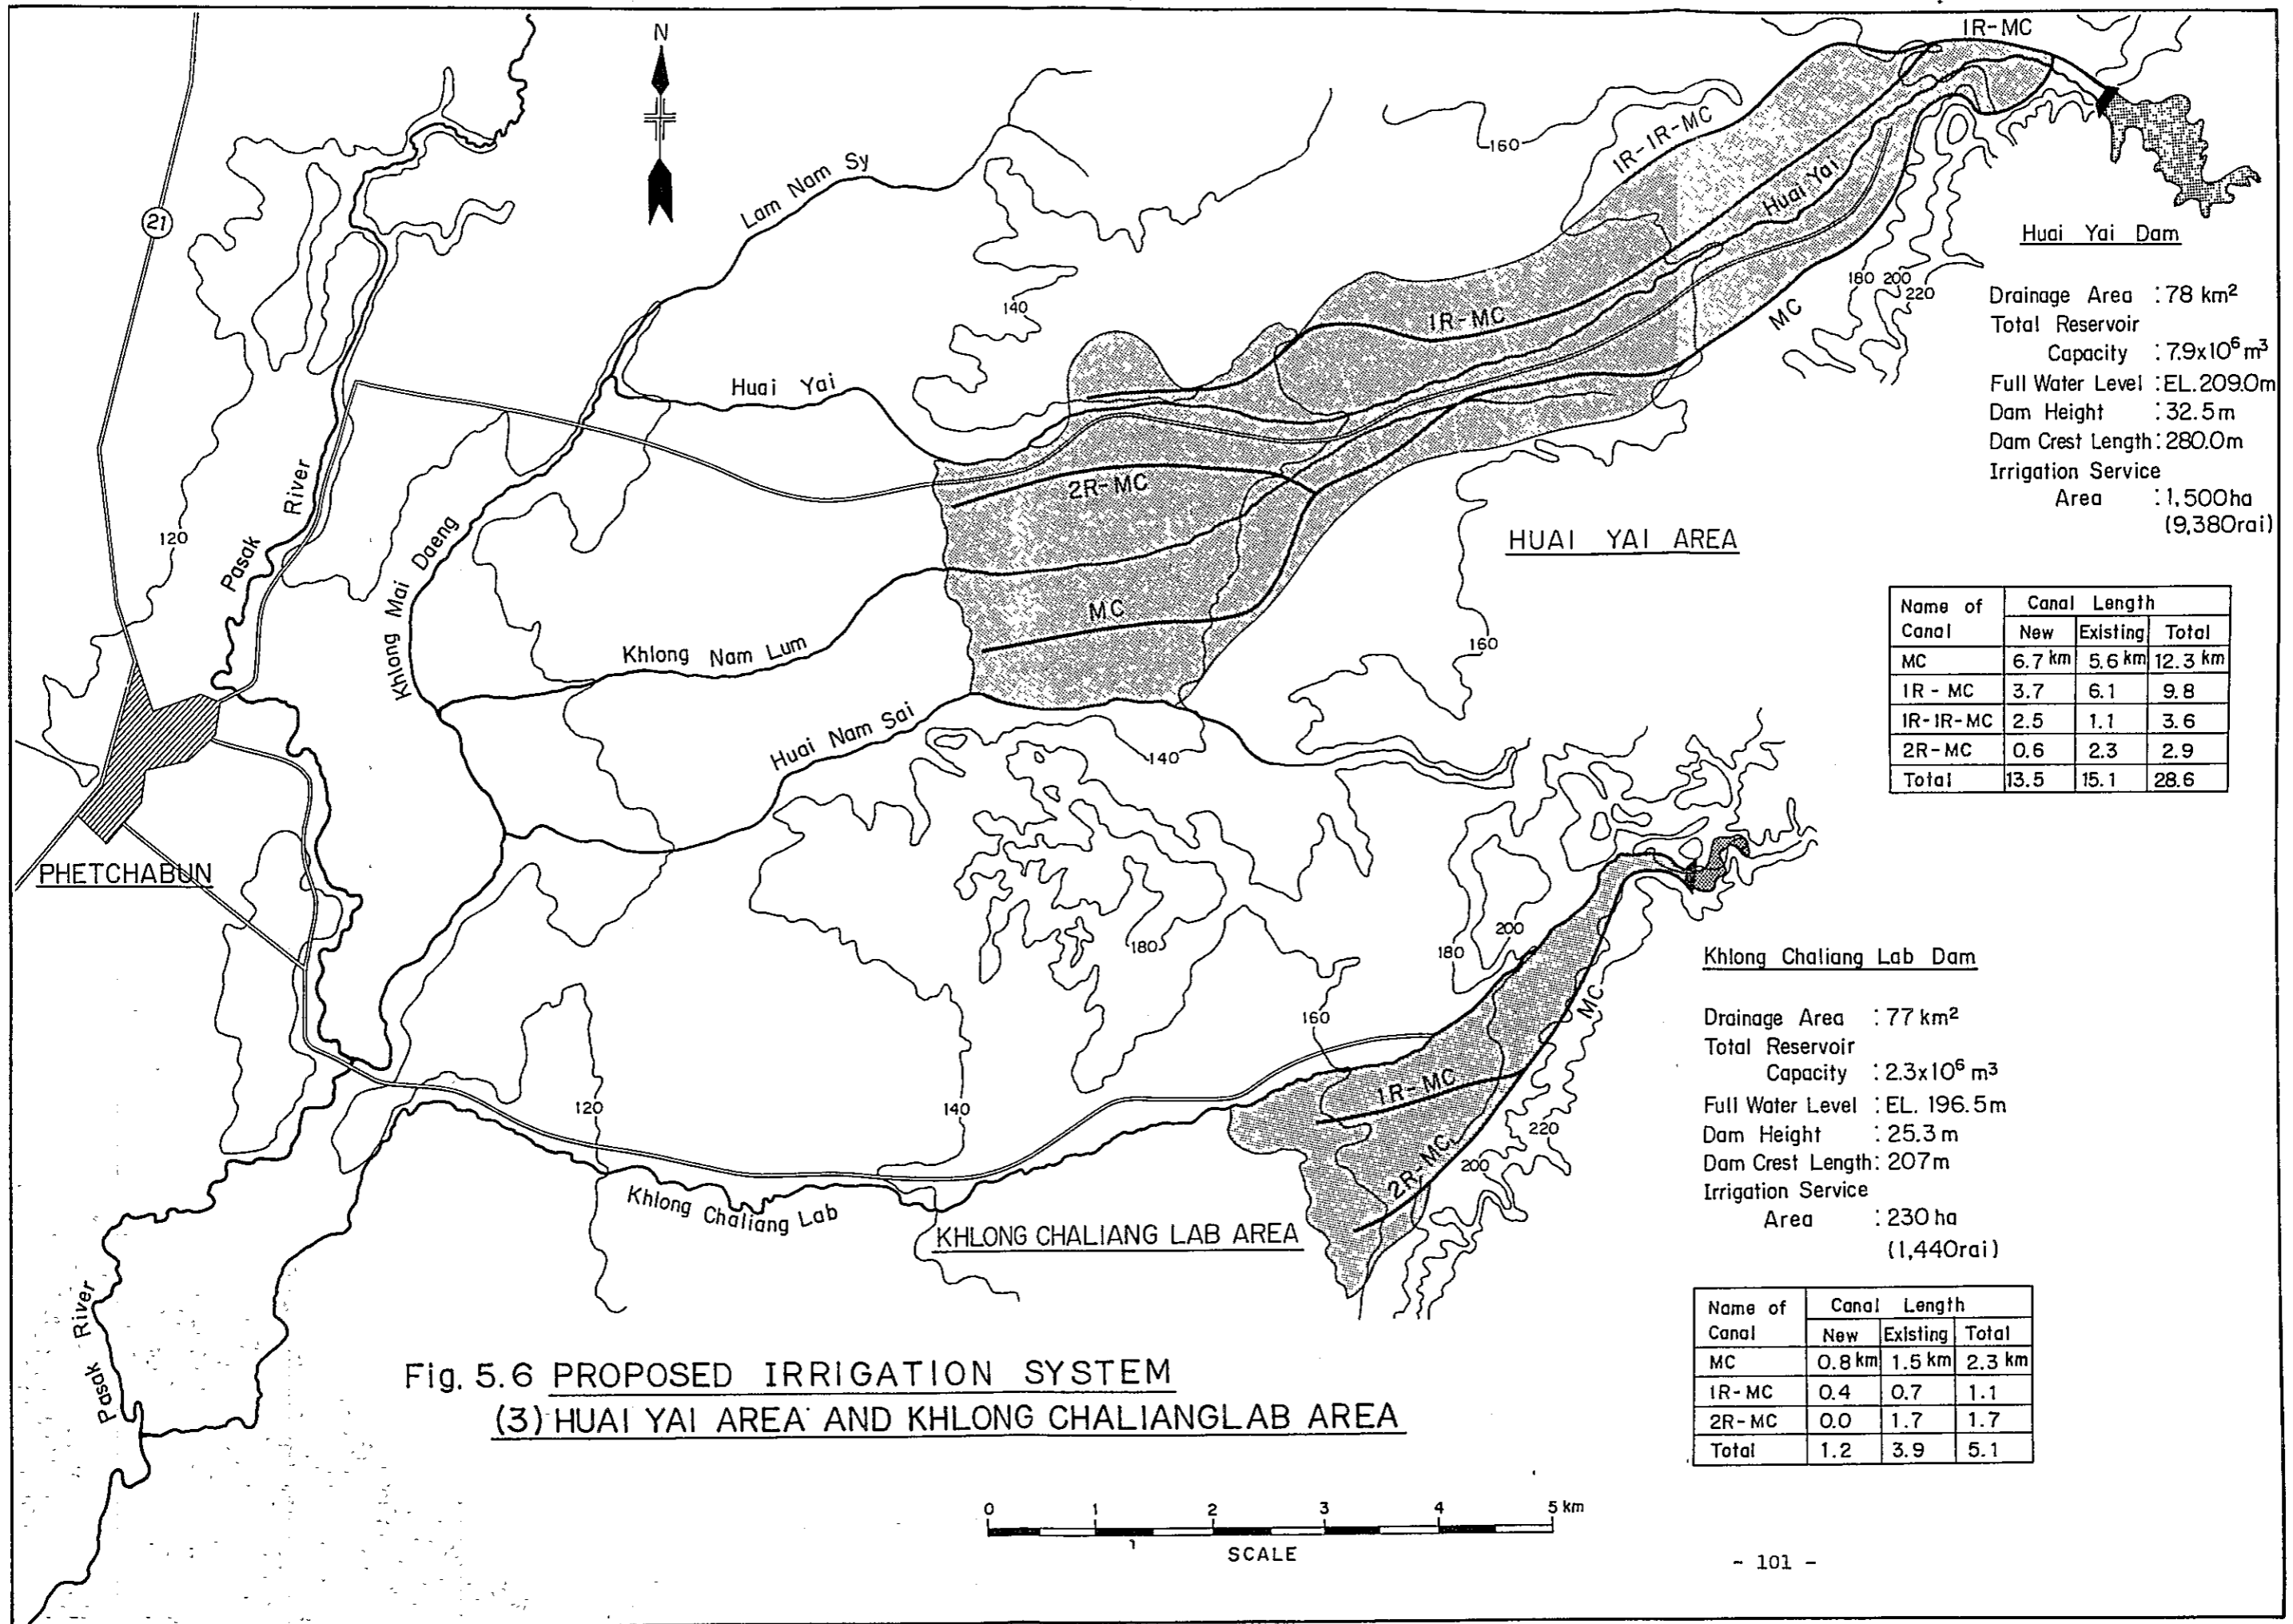 N
1R-MC
21
Lam Nam Sy
160
1R-1R-MC
Huai Yai
Huai Yai Dam
180 200
220
MC
140
1R-MC
Drainage Area : 78 km²
Total Reservoir
Capacity : 7.9x10⁶ m³
Full Water Level : EL. 209.0m
Dam Height : 32.5m
Dam Crest Length : 280.0m
Irrigation Service
Area : 1,500ha
(9,380rai)
Huai Yai
Pasak River
120
2R-MC
Khlong Mai Daeng
HUAI YAI AREA
MC
Khlong Nam Lum
160
Name of Canal Canal Length
New Existing Total
MC 6.7 km 5.6 km 12.3 km
1R-MC 3.7 6.1 9.8
1R-1R-MC 2.5 1.1 3.6
2R-MC 0.6 2.3 2.9
Total 13.5 15.1 28.6
Huai Nam Sai
140
PHETCHABUN
180
200
180
Khlong Chaliang Lab Dam
MC
160
Drainage Area : 77 km²
Total Reservoir
Capacity : 2.3x10⁶ m³
Full Water Level : EL. 196.5m
Dam Height : 25.3m
Dam Crest Length : 207m
Irrigation Service
Area : 230 ha
(1,440rai)
1R-MC
120
140
220
2R-MC
200
Khlong Chaliang Lab
KHLONG CHALIANG LAB AREA
Pasak River
Name of Canal Canal Length
New Existing Total
MC 0.8 km 1.5 km 2.3 km
1R-MC 0.4 0.7 1.1
2R-MC 0.0 1.7 1.7
Total 1.2 3.9 5.1
Fig. 5.6 PROPOSED IRRIGATION SYSTEM
(3) HUAI YAI AREA AND KHLONG CHALIANGLAB AREA
0 1 2 3 4 5 km
SCALE
- 101 -